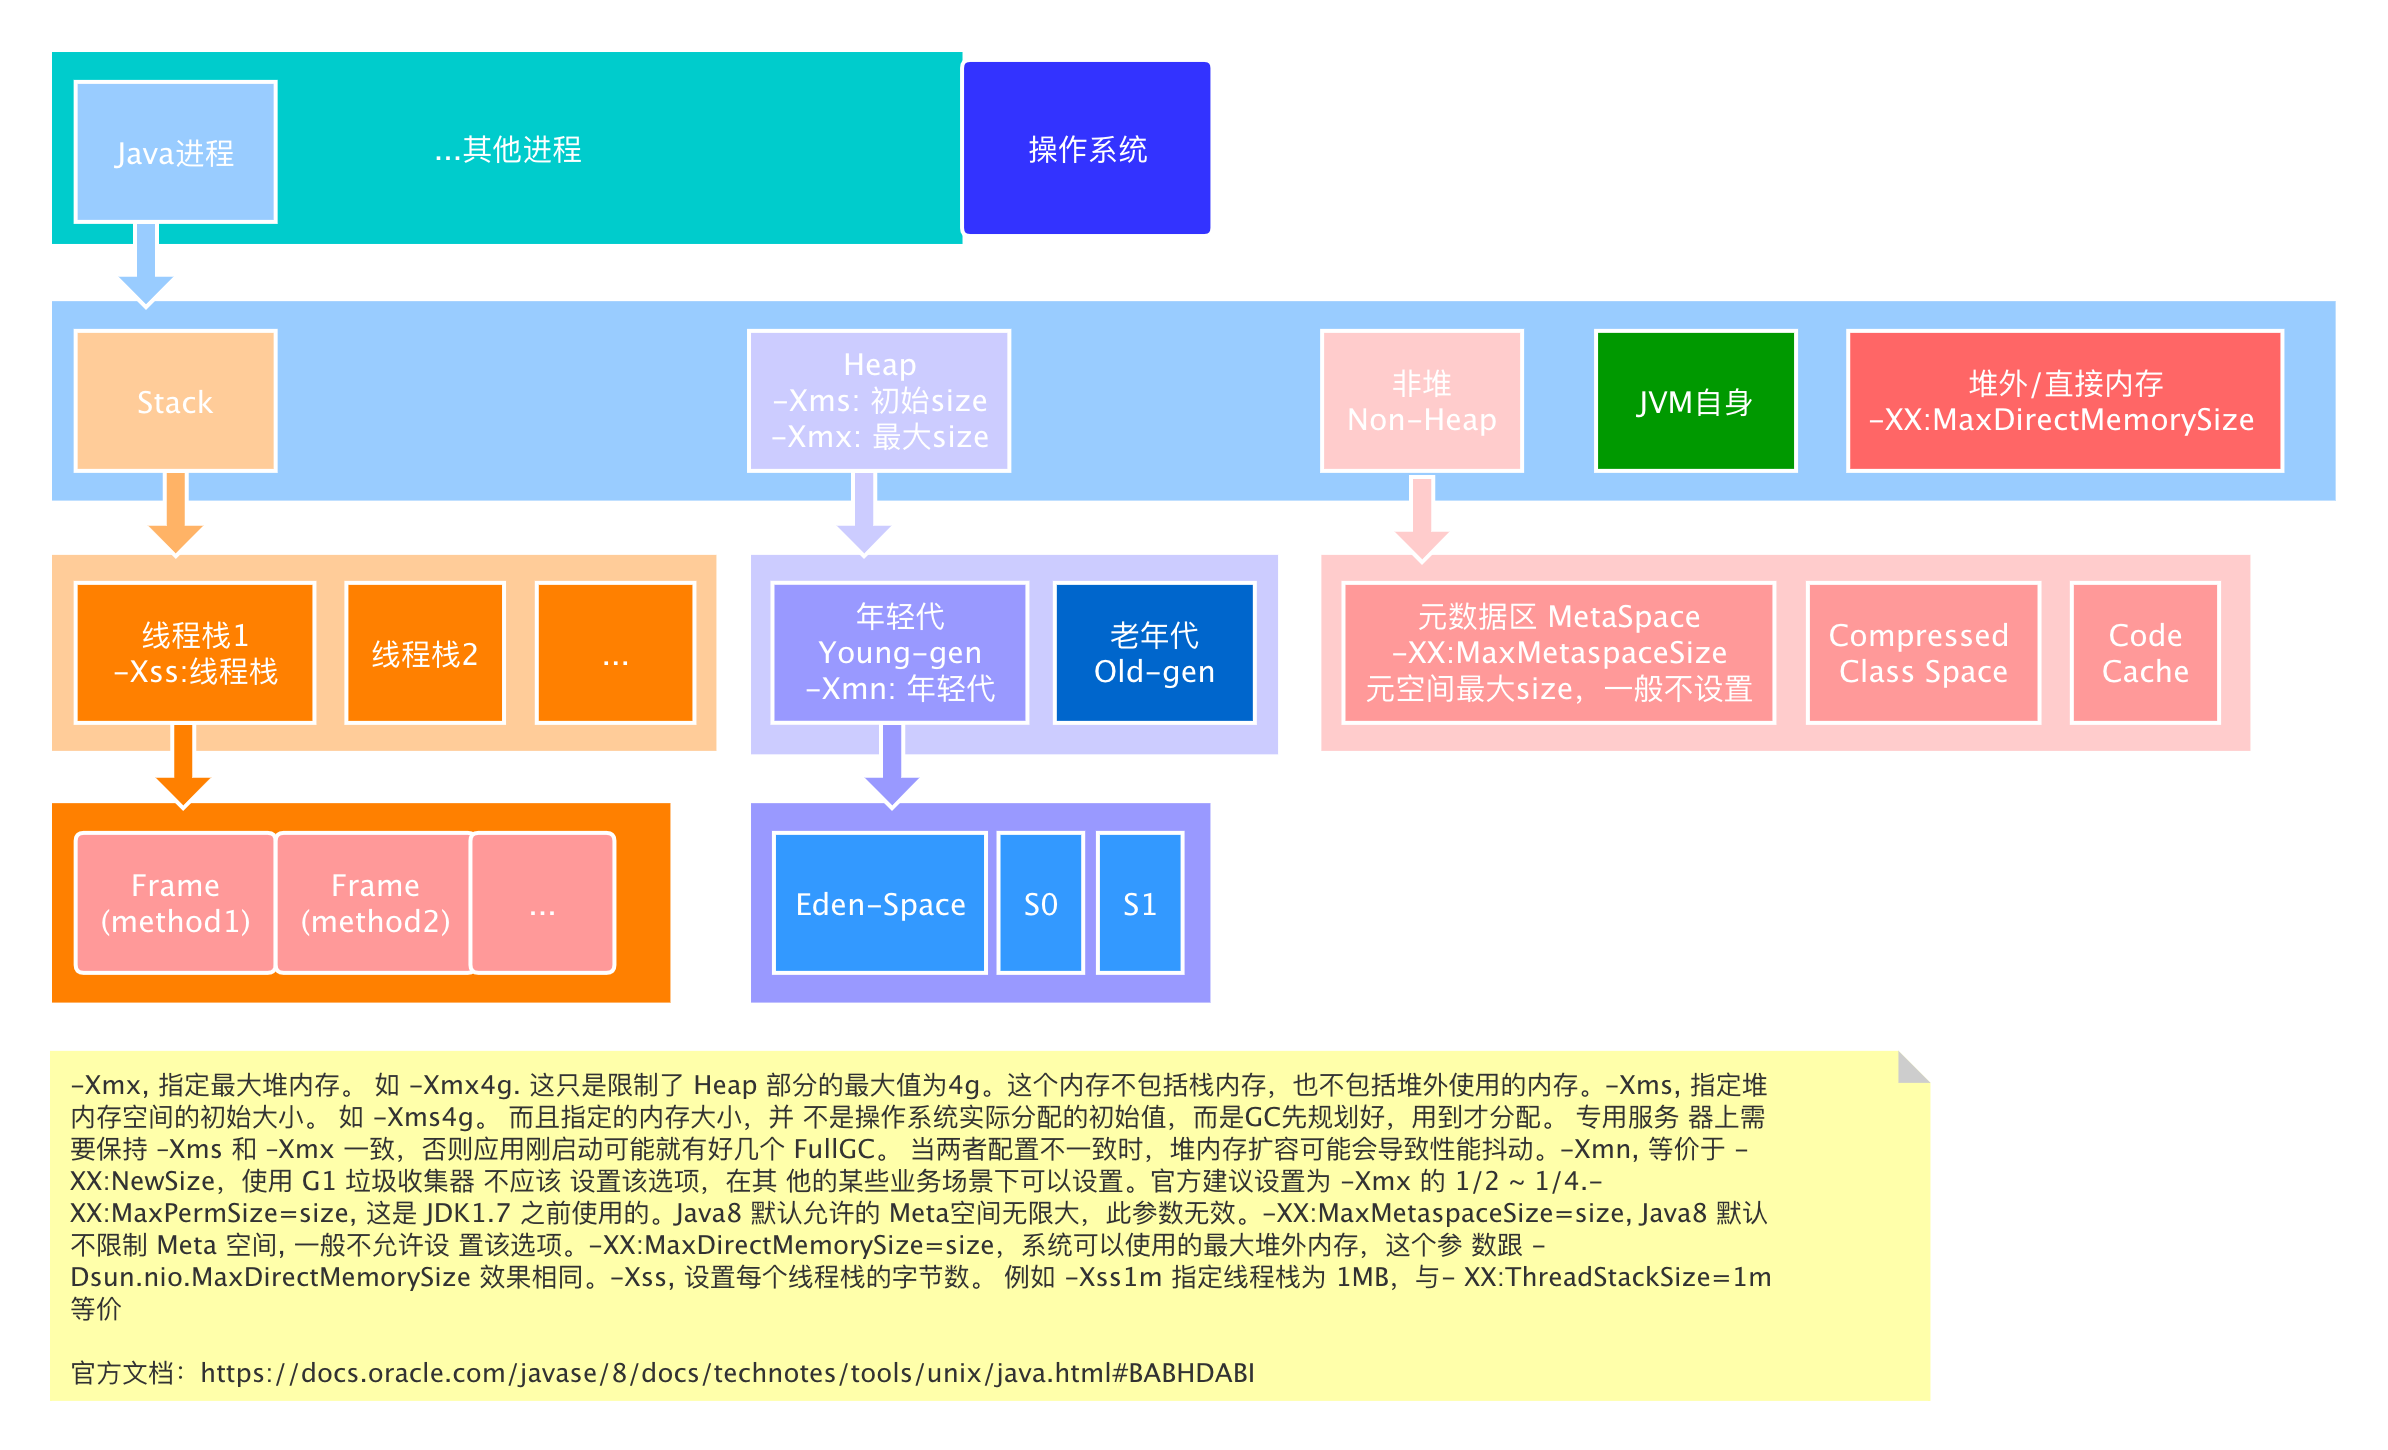 Java进程
...其他进程
操作系统
Stack
Heap
-Xms: 初始size
-Xmx: 最大size
非堆
Non-Heap
JVM自身
堆外/直接内存
-XX:MaxDirectMemorySize
线程栈1
-Xss:线程栈
线程栈2
...
年轻代
Young-gen
-Xmn: 年轻代
老年代
Old-gen
元数据区 MetaSpace
-XX:MaxMetaspaceSize
元空间最大size，一般不设置
Compressed
Class Space
Code
Cache
Frame
(method1)
Frame
(method2)
...
Eden-Space
S0
S1
-Xmx, 指定最大堆内存。 如 -Xmx4g. 这只是限制了 Heap 部分的最大值为4g。这个内存不包括栈内存，也不包括堆外使用的内存。-Xms, 指定堆
内存空间的初始大小。 如 -Xms4g。 而且指定的内存大小，并 不是操作系统实际分配的初始值，而是GC先规划好，用到才分配。 专用服务 器上需
要保持 -Xms 和 -Xmx 一致，否则应用刚启动可能就有好几个 FullGC。 当两者配置不一致时，堆内存扩容可能会导致性能抖动。-Xmn, 等价于 -
XX:NewSize，使用 G1 垃圾收集器 不应该 设置该选项，在其 他的某些业务场景下可以设置。官方建议设置为 -Xmx 的 1/2 ~ 1/4.-
XX:MaxPermSize=size, 这是 JDK1.7 之前使用的。Java8 默认允许的 Meta空间无限大，此参数无效。-XX:MaxMetaspaceSize=size, Java8 默认
不限制 Meta 空间, 一般不允许设 置该选项。-XX:MaxDirectMemorySize=size，系统可以使用的最大堆外内存，这个参 数跟 -
Dsun.nio.MaxDirectMemorySize 效果相同。-Xss, 设置每个线程栈的字节数。 例如 -Xss1m 指定线程栈为 1MB，与- XX:ThreadStackSize=1m
等价
官方文档：https://docs.oracle.com/javase/8/docs/technotes/tools/unix/java.html#BABHDABI